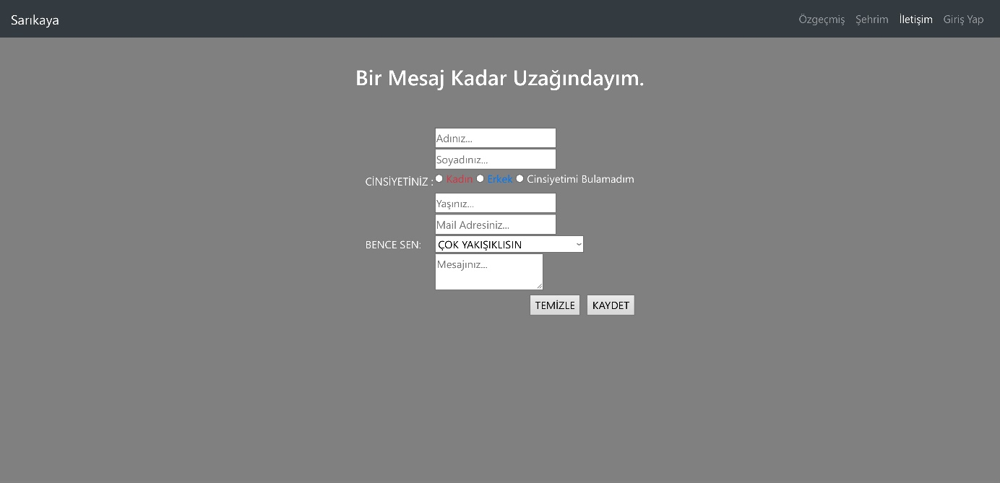 Sarıkaya Özgeçmiş Şehrim İletişim Giriş Yap
Bir Mesaj Kadar Uzağındayım.
Adınız...
Soyadınız...
CİNSİYETİNİZ : Kadın Erkek Cinsiyetimi Bulamadım
Yaşınız...
Mail Adresiniz...
BENCE SEN: ÇOK YAKIŞIKLISIN
Mesajınız...
TEMİZLE KAYDET